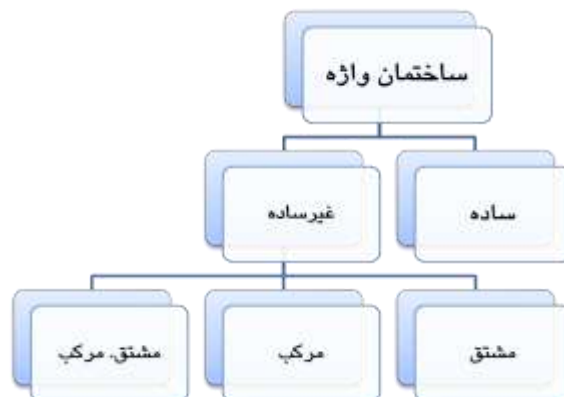 ساختمان واژه
ساده
غیرساده
مشتق
مرکب
مشتق، مرکب